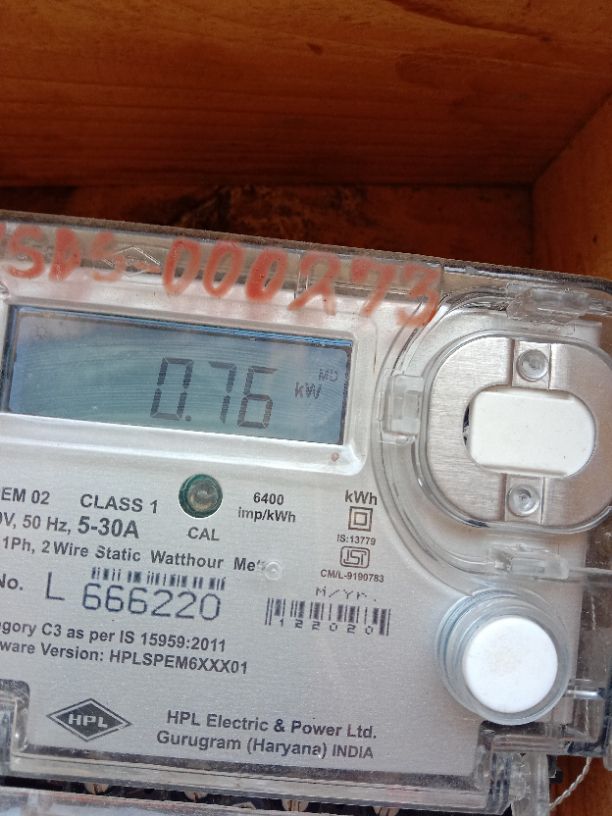 SDS-000273
0.76 kW MD
EM 02 CLASS 1
0V, 50 Hz, 5-30A
CAL
6400
imp/kWh
kWh
IS:13779
ISI
CM/L-9190783
1Ph, 2 Wire Static Watthour
No. L 666220
M/Yr.
122020
egory C3 as per IS 15959:2011
ware Version: HPLSPEM6XXX01
HPL
HPL Electric & Power Ltd.
Gurugram (Haryana) INDIA